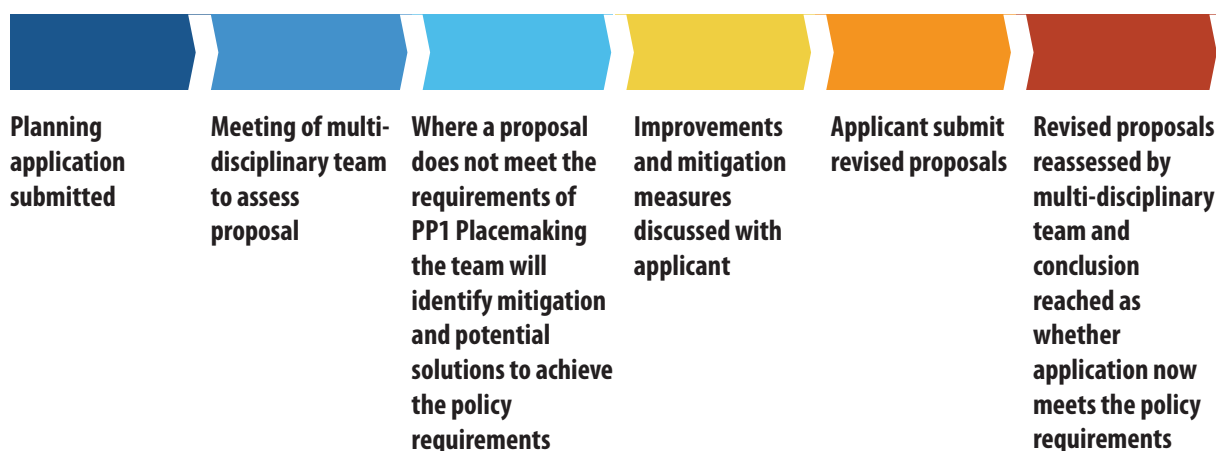 Planning
application
submitted
Meeting of multi-
disciplinary team
to assess
proposal
Where a proposal
does not meet the
requirements of
PP1 Placemaking
the team will
identify mitigation
and potential
solutions to achieve
the policy
requirements
Improvements
and mitigation
measures
discussed with
applicant
Applicant submit
revised proposals
Revised proposals
reassessed by
multi-disciplinary
team and
conclusion
reached as
whether
application now
meets the policy
requirements